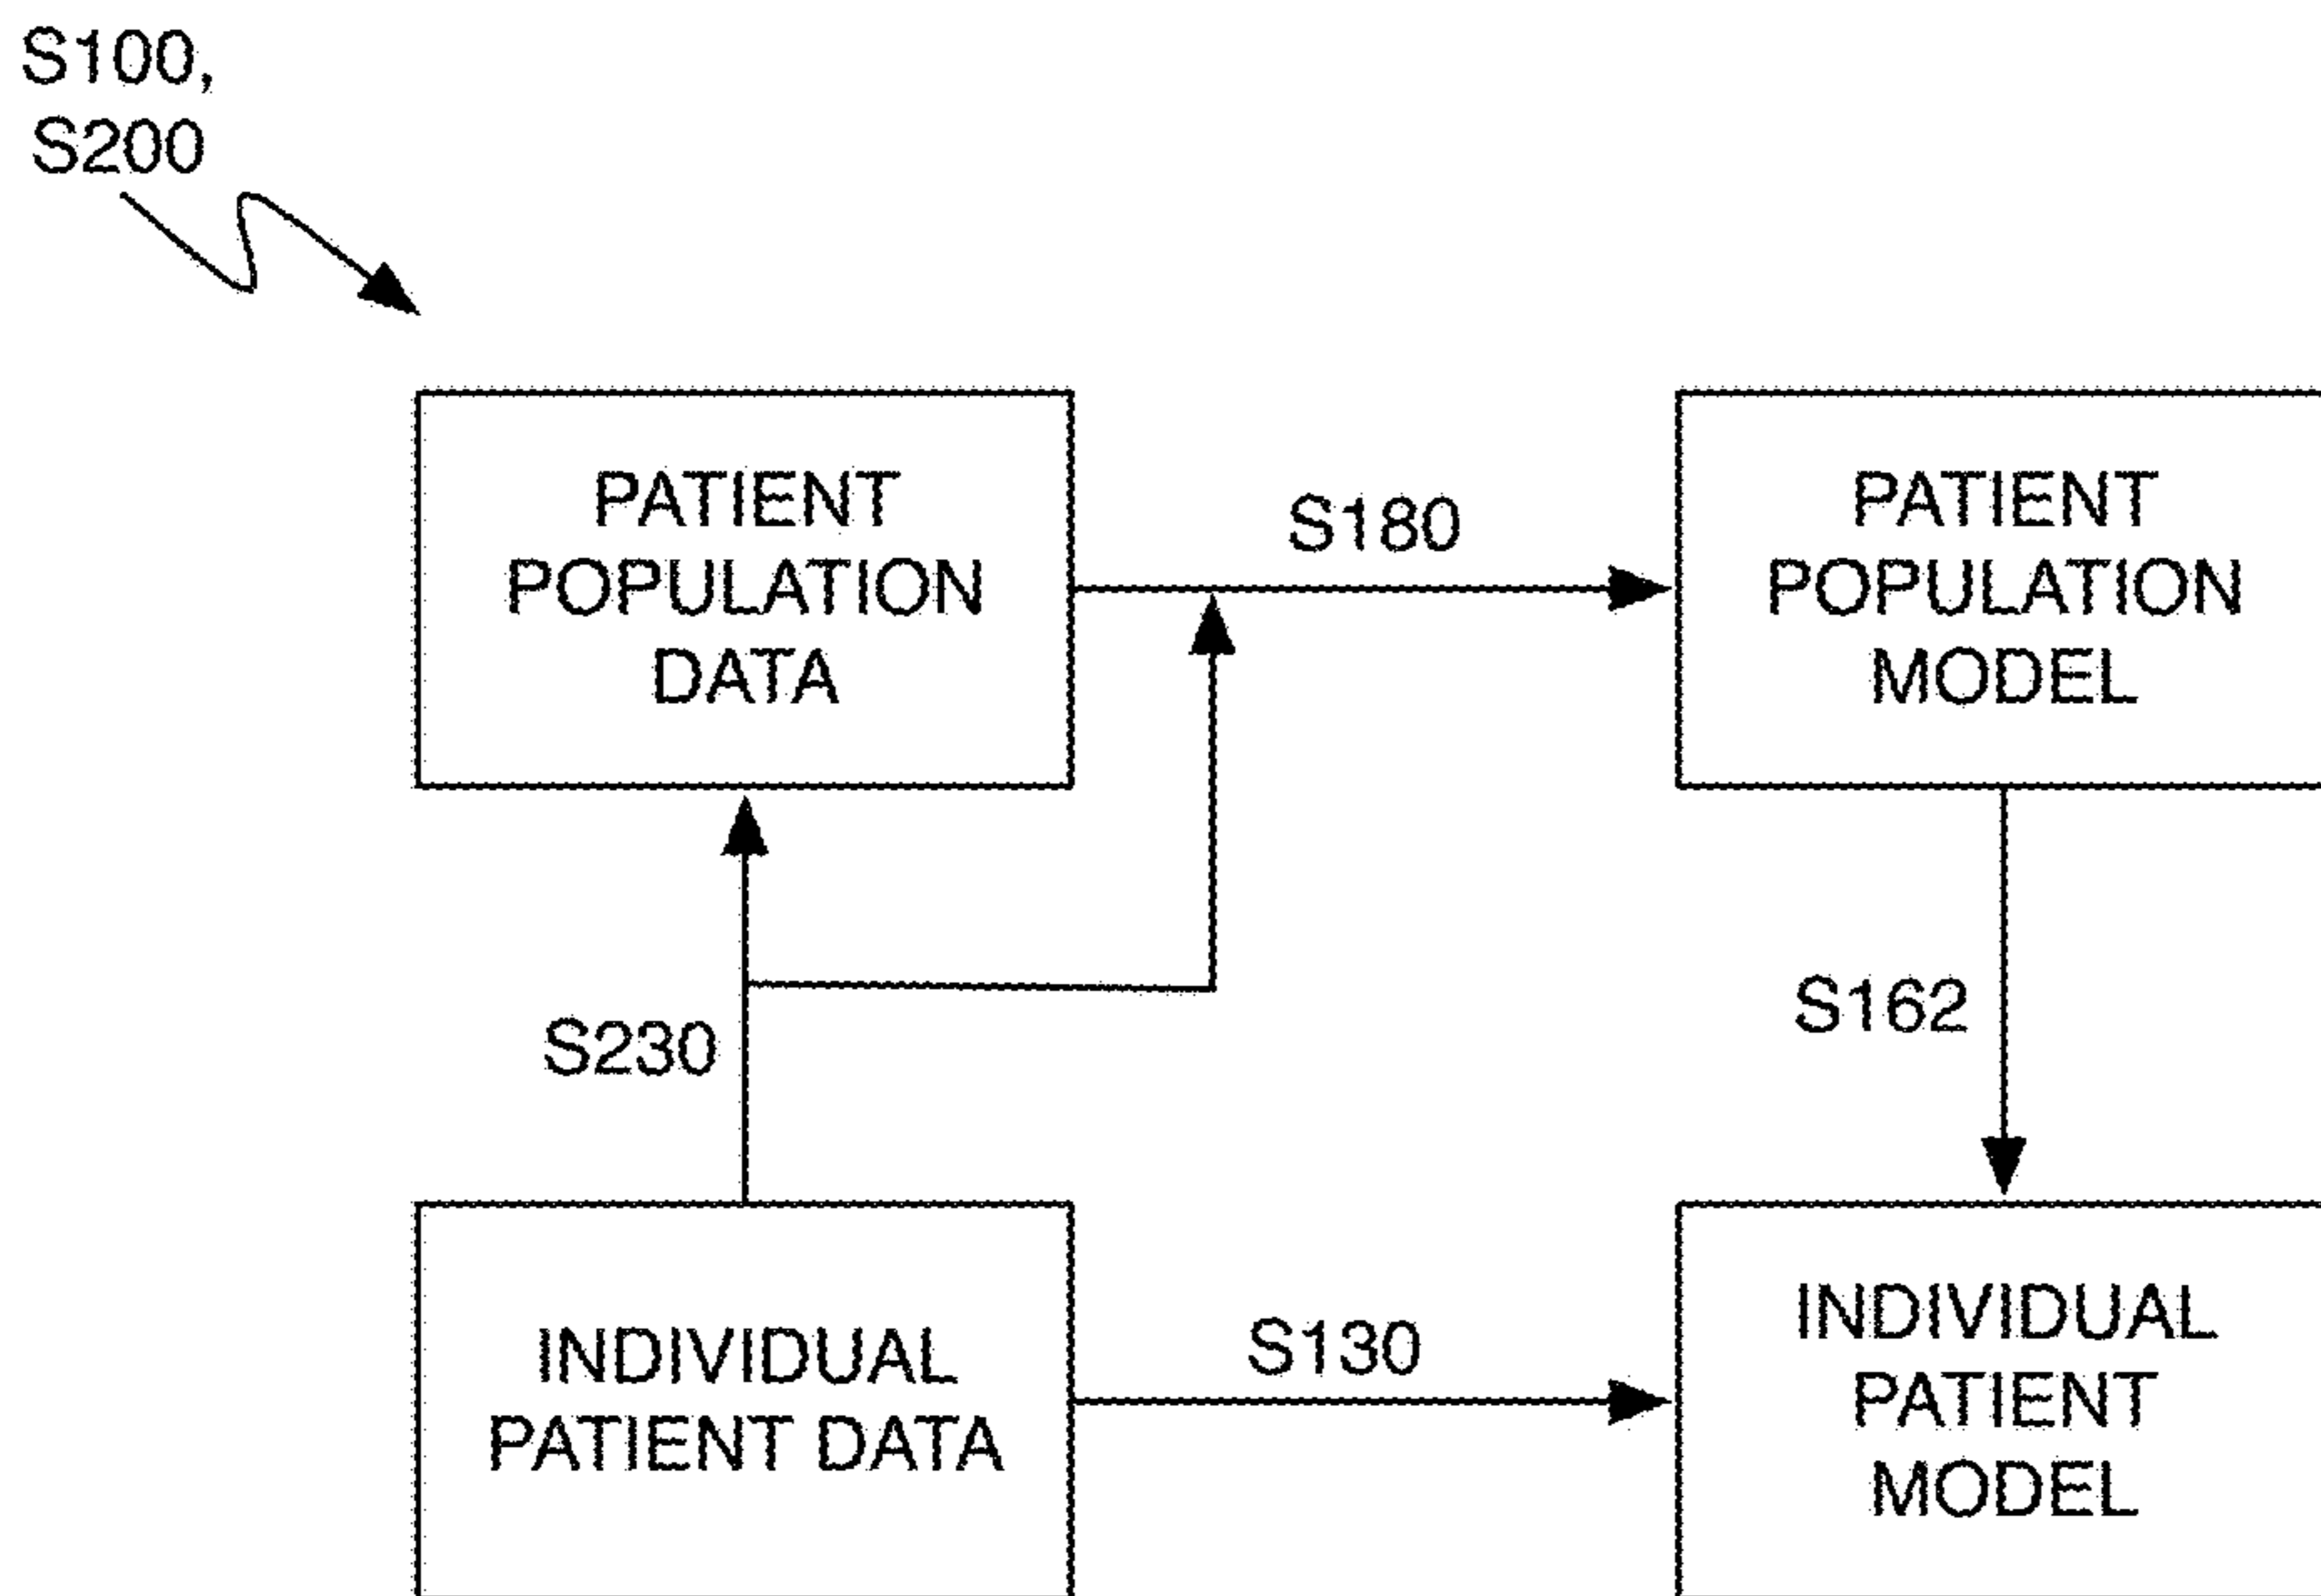 S100,
S200
PATIENT
POPULATION
DATA
S180
PATIENT
POPULATION
MODEL
S230
S162
INDIVIDUAL
PATIENT DATA
S130
INDIVIDUAL
PATIENT
MODEL